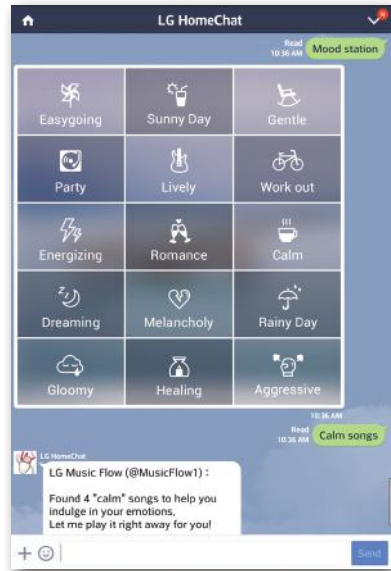 LG HomeChat
N
Read
10:36 AM
Mood station
Easygoing
Sunny Day
Gentle
Party
Lively
Work out
Energizing
Romance
Calm
Dreaming
Melancholy
Rainy Day
Gloomy
Healing
Aggressive
10:36 AM
Read
10:36 AM
Calm songs
LG HomeChat
LG Music Flow (@MusicFlow1) :
Found 4 "calm" songs to help you
indulge in your emotions,
Let me play it right away for you!
Send